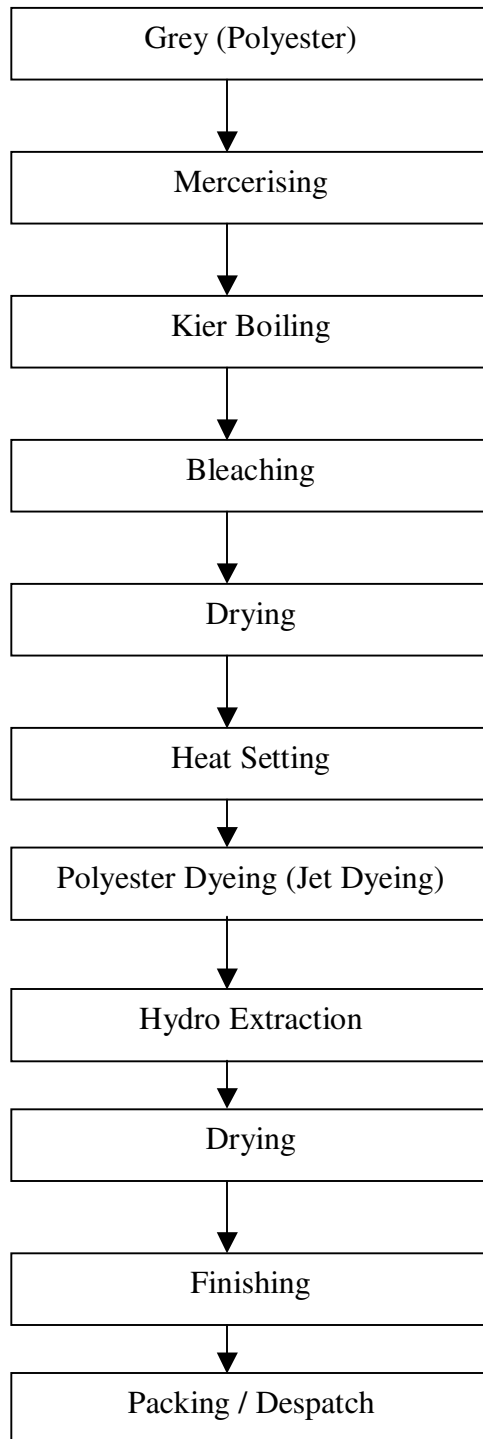 Grey (Polyester)
Mercerising
Kier Boiling
Bleaching
Drying
Heat Setting
Polyester Dyeing (Jet Dyeing)
Hydro Extraction
Drying
Finishing
Packing / Despatch